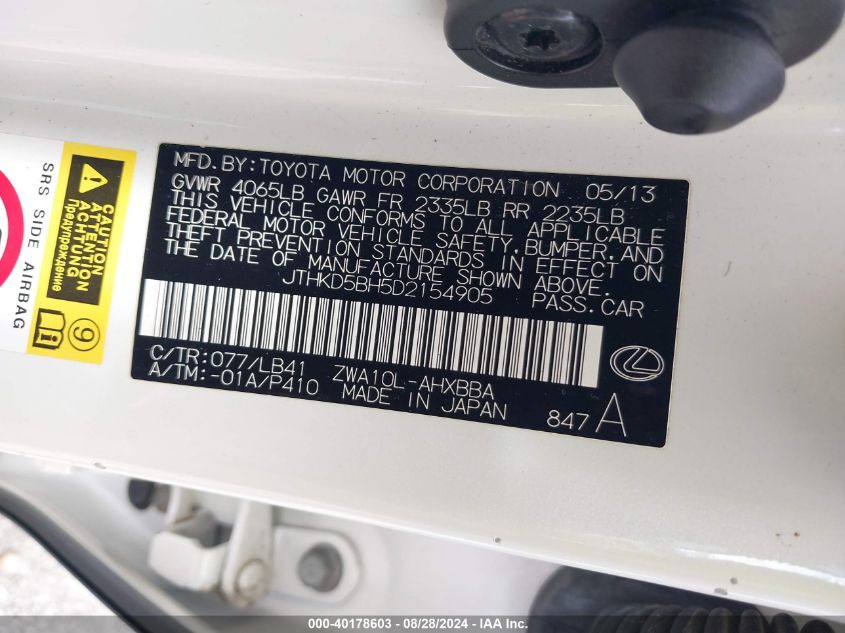 MFD. BY: TOYOTA MOTOR CORPORATION 05/13
GVWR 4065LB GAWR FR 2335LB RR 2235LB
THIS VEHICLE CONFORMS TO ALL APPLICABLE
FEDERAL MOTOR VEHICLE SAFETY, BUMPER, AND
THEFT PREVENTION STANDARDS IN EFFECT ON
THE DATE OF MANUFACTURE SHOWN ABOVE.
JTHKD5BH5D2154905 PASS. CAR
C/TR: 077/LB41 ZWA10L-AHXBBA
A/TM: -01A/P410 MADE IN JAPAN
847 A
SRS SIDE AIRBAG
CAUTION
ATTENTION
ACHTUNG
Предупреждение
9
000-40178603 - 08/28/2024 - IAA Inc.